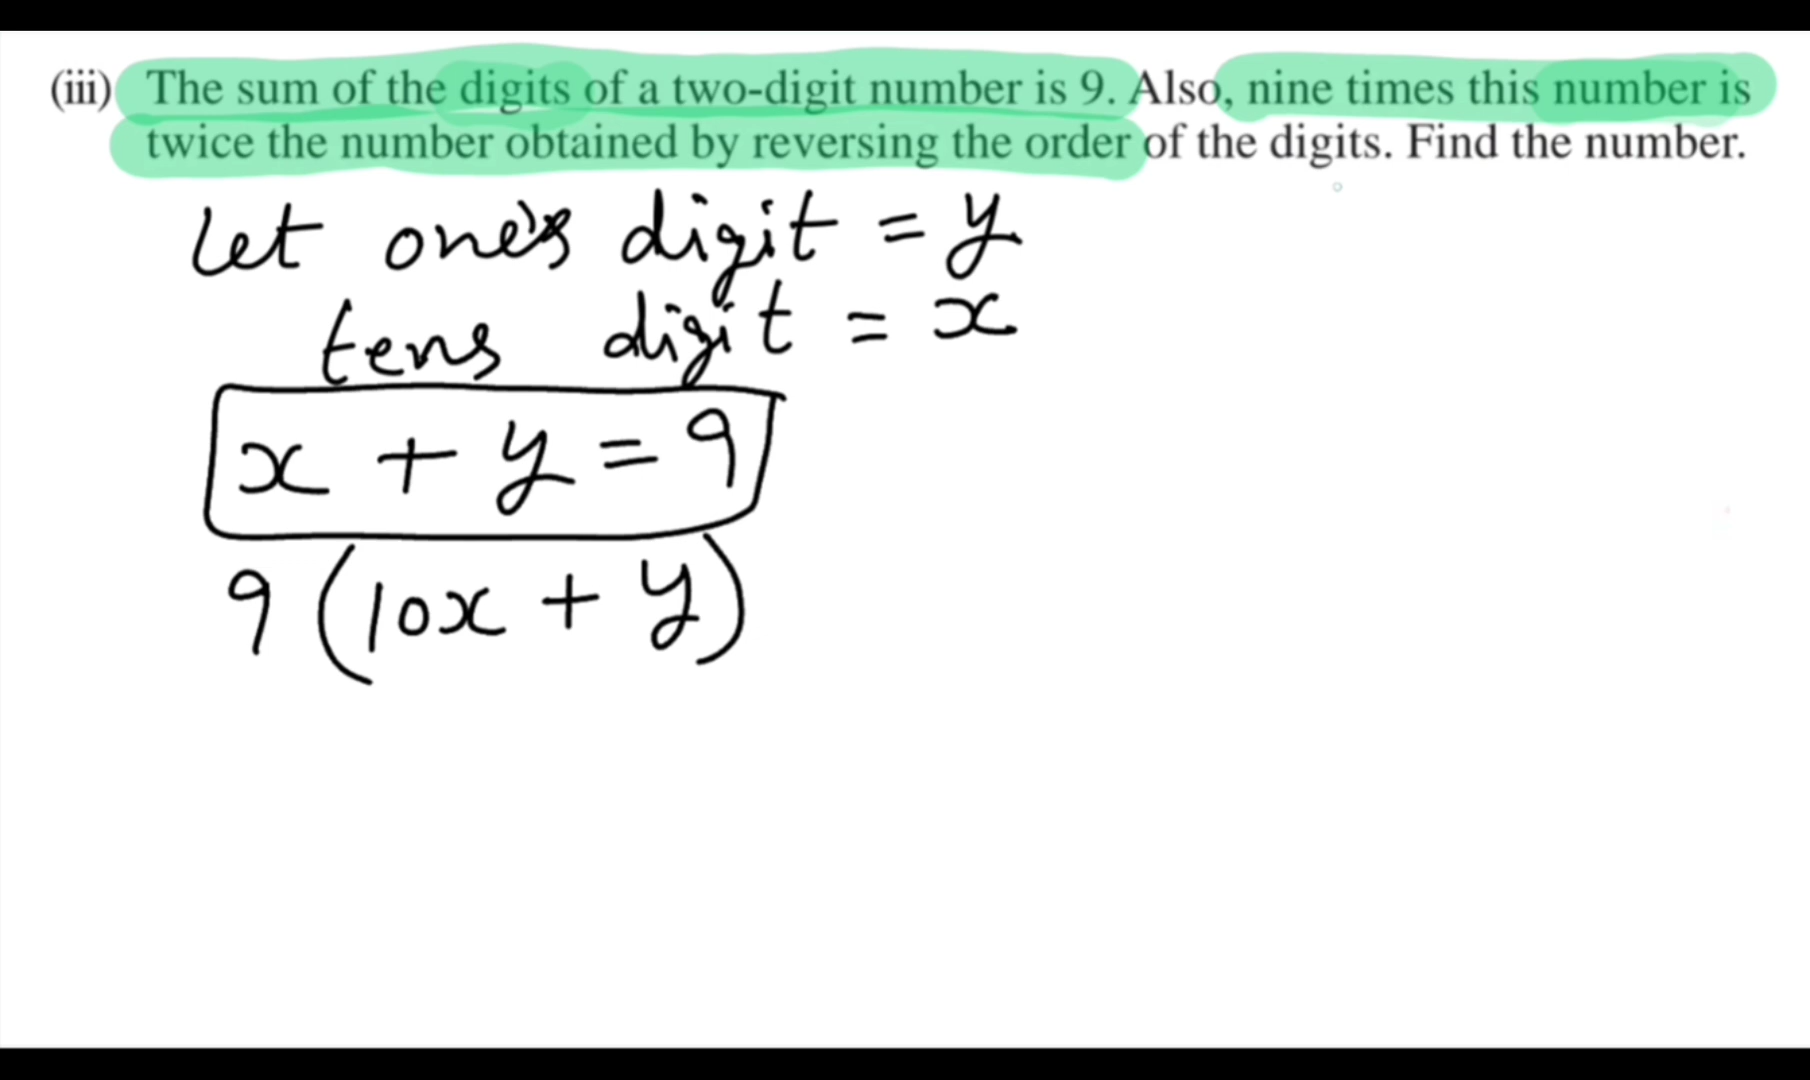 (iii) The sum of the digits of a two-digit number is 9. Also, nine times this number is
twice the number obtained by reversing the order of the digits. Find the number.
Let one's digit = y
tens digit = x
x + y = 9
9 (10x + y)